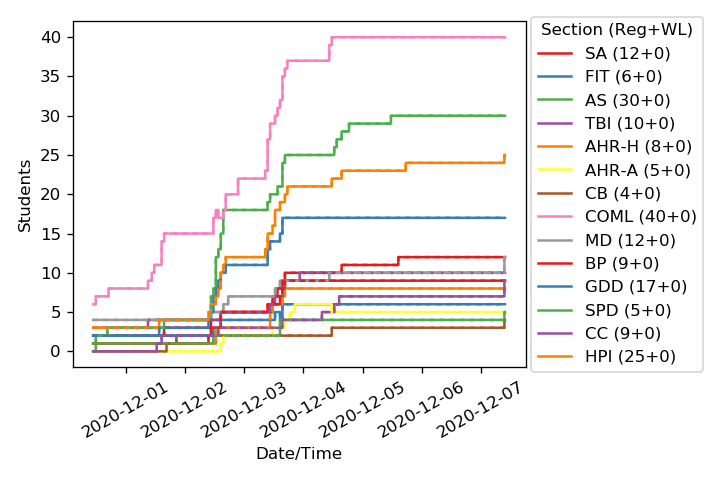 Section (Reg+WL)
SA (12+0)
FIT (6+0)
AS (30+0)
TBI (10+0)
AHR-H (8+0)
AHR-A (5+0)
CB (4+0)
COML (40+0)
MD (12+0)
BP (9+0)
GDD (17+0)
SPD (5+0)
CC (9+0)
HPI (25+0)
40
35
30
25
20
15
10
5
0
Students
2020-12-01
2020-12-02
2020-12-03
2020-12-04
2020-12-05
2020-12-06
2020-12-07
Date/Time